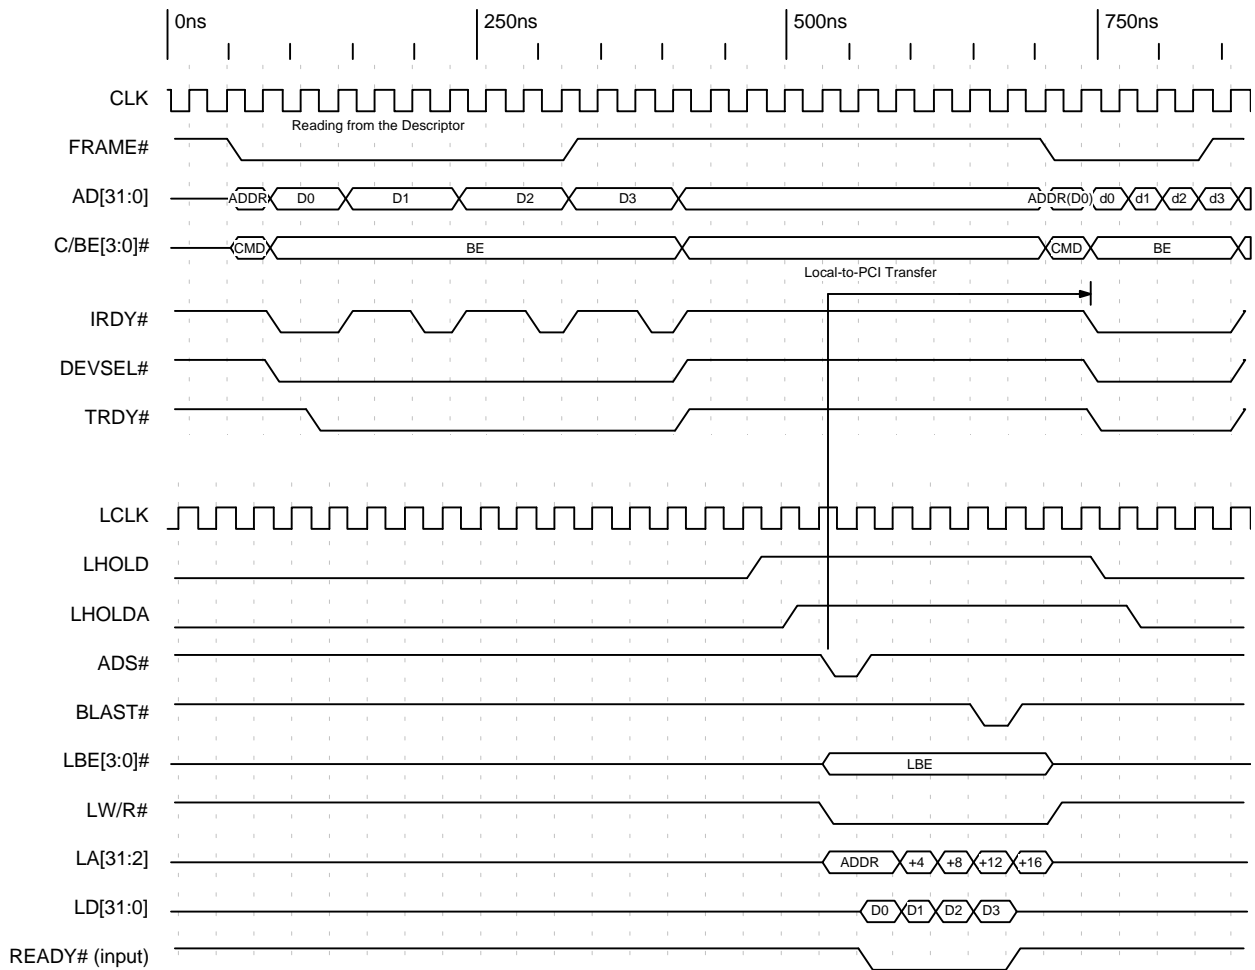 0ns 250ns 500ns 750ns
CLK
Reading from the Descriptor
FRAME#
AD[31:0] ADDR D0 D1 D2 D3 ADDR(D0) d0 d1 d2 d3
C/BE[3:0]# CMD BE CMD BE
Local-to-PCI Transfer
IRDY#
DEVSEL#
TRDY#
LCLK
LHOLD
LHOLDA
ADS#
BLAST#
LBE[3:0]# LBE
LW/R#
LA[31:2] ADDR +4 +8 +12 +16
LD[31:0] D0 D1 D2 D3
READY# (input)